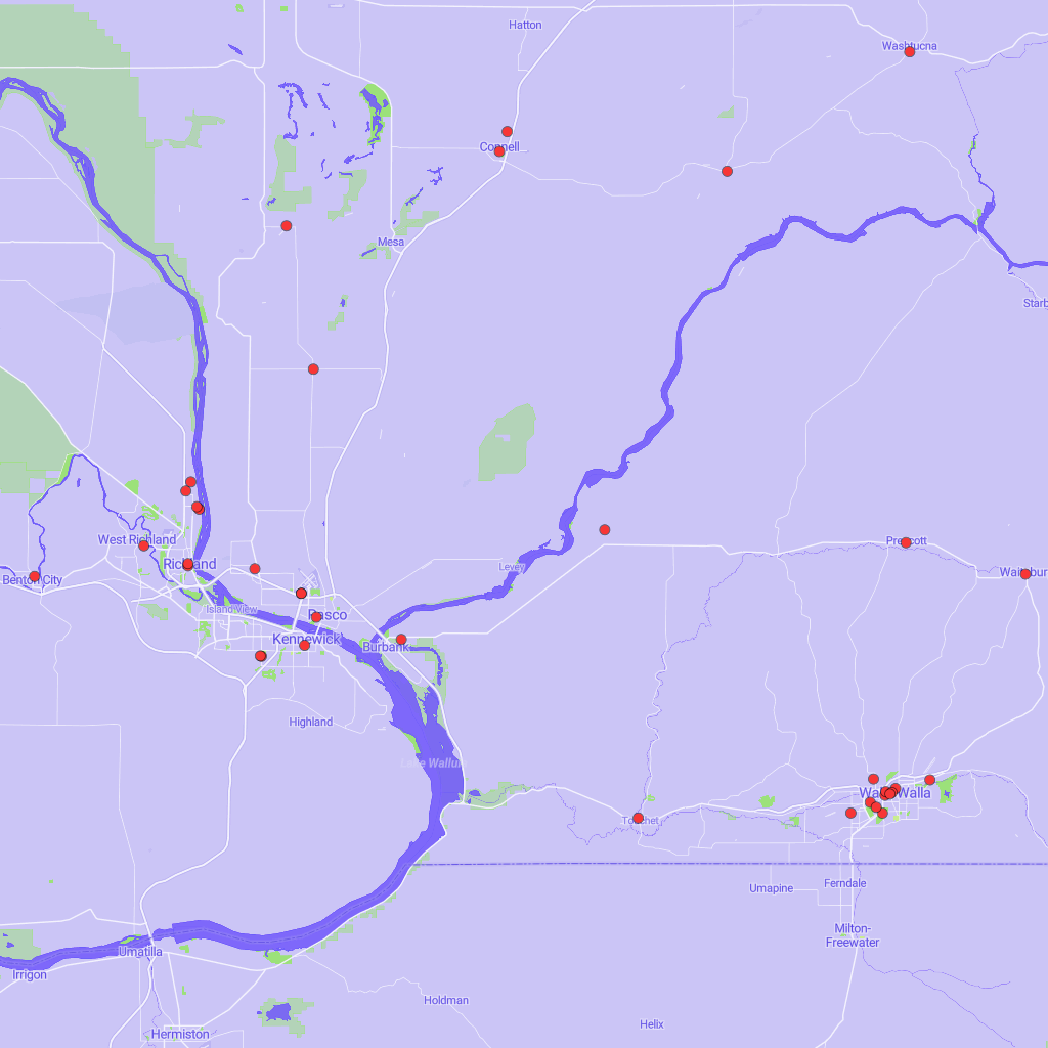 Hatton
Washtucna
Connell
Mesa
Starb
West Richland
Richland
Benton City
Levey
Prescott
Waitsbur
Island View
Pasco
Kennewick
Burbank
Highland
Lake Wallula
Walla Walla
Touchet
Umapine
Ferndale
Milton-
Freewater
Umatilla
Irrigon
Holdman
Helix
Hermiston